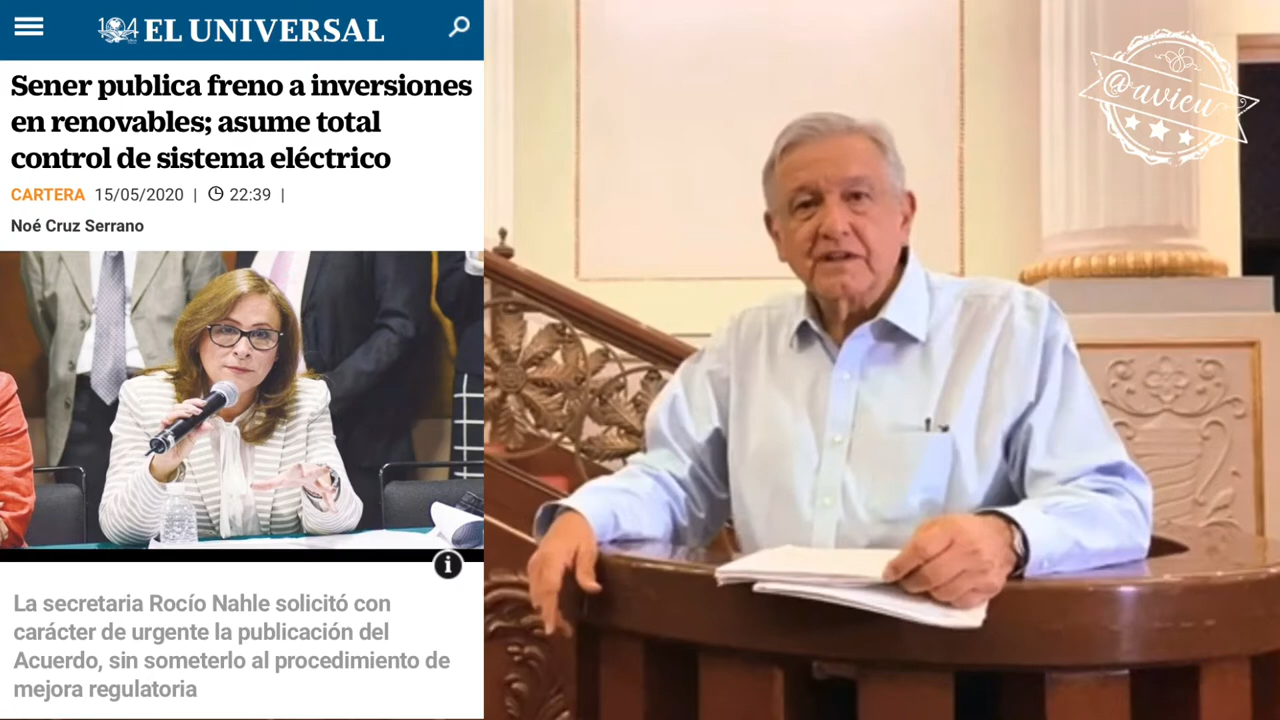 104 EL UNIVERSAL
Sener publica freno a inversiones
en renovables; asume total
control de sistema eléctrico
CARTERA 15/05/2020 | 22:39 |
Noé Cruz Serrano
i
La secretaria Rocío Nahle solicitó con
carácter de urgente la publicación del
Acuerdo, sin someterlo al procedimiento de
mejora regulatoria
@avieu